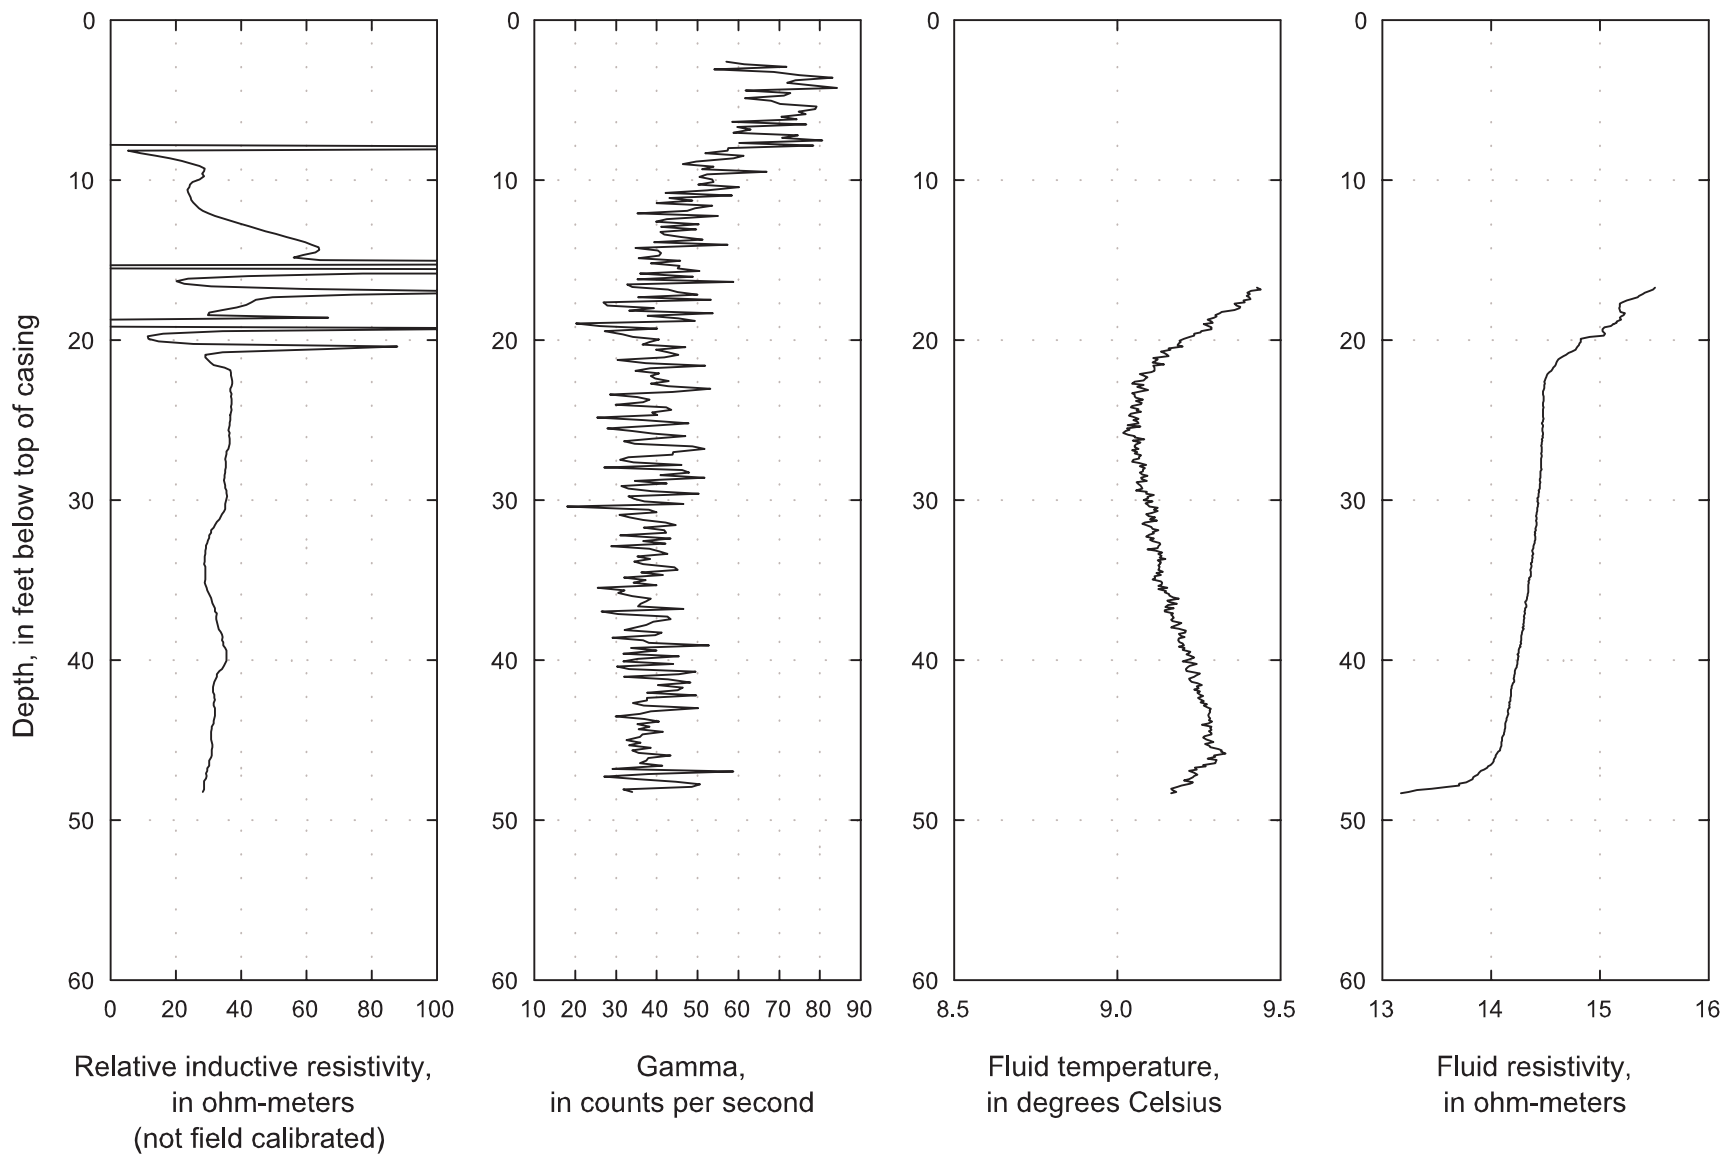 Depth, in feet below top of casing
0
10
20
30
40
50
60
0 20 40 60 80 100
Relative inductive resistivity,
in ohm-meters
(not field calibrated)
0
10
20
30
40
50
60
10 20 30 40 50 60 70 80 90
Gamma,
in counts per second
0
10
20
30
40
50
60
8.5 9.0 9.5
Fluid temperature,
in degrees Celsius
0
10
20
30
40
50
60
13 14 15 16
Fluid resistivity,
in ohm-meters